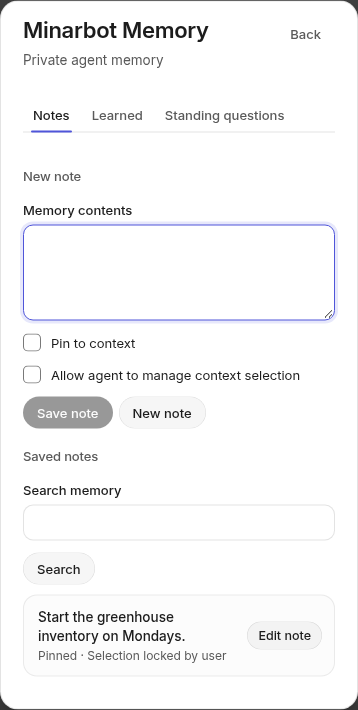 Minarbot Memory
Back
Private agent memory
Notes
Learned
Standing questions
New note
Memory contents
Pin to context
Allow agent to manage context selection
Save note
New note
Saved notes
Search memory
Search
Start the greenhouse
inventory on Mondays.
Edit note
Pinned · Selection locked by user